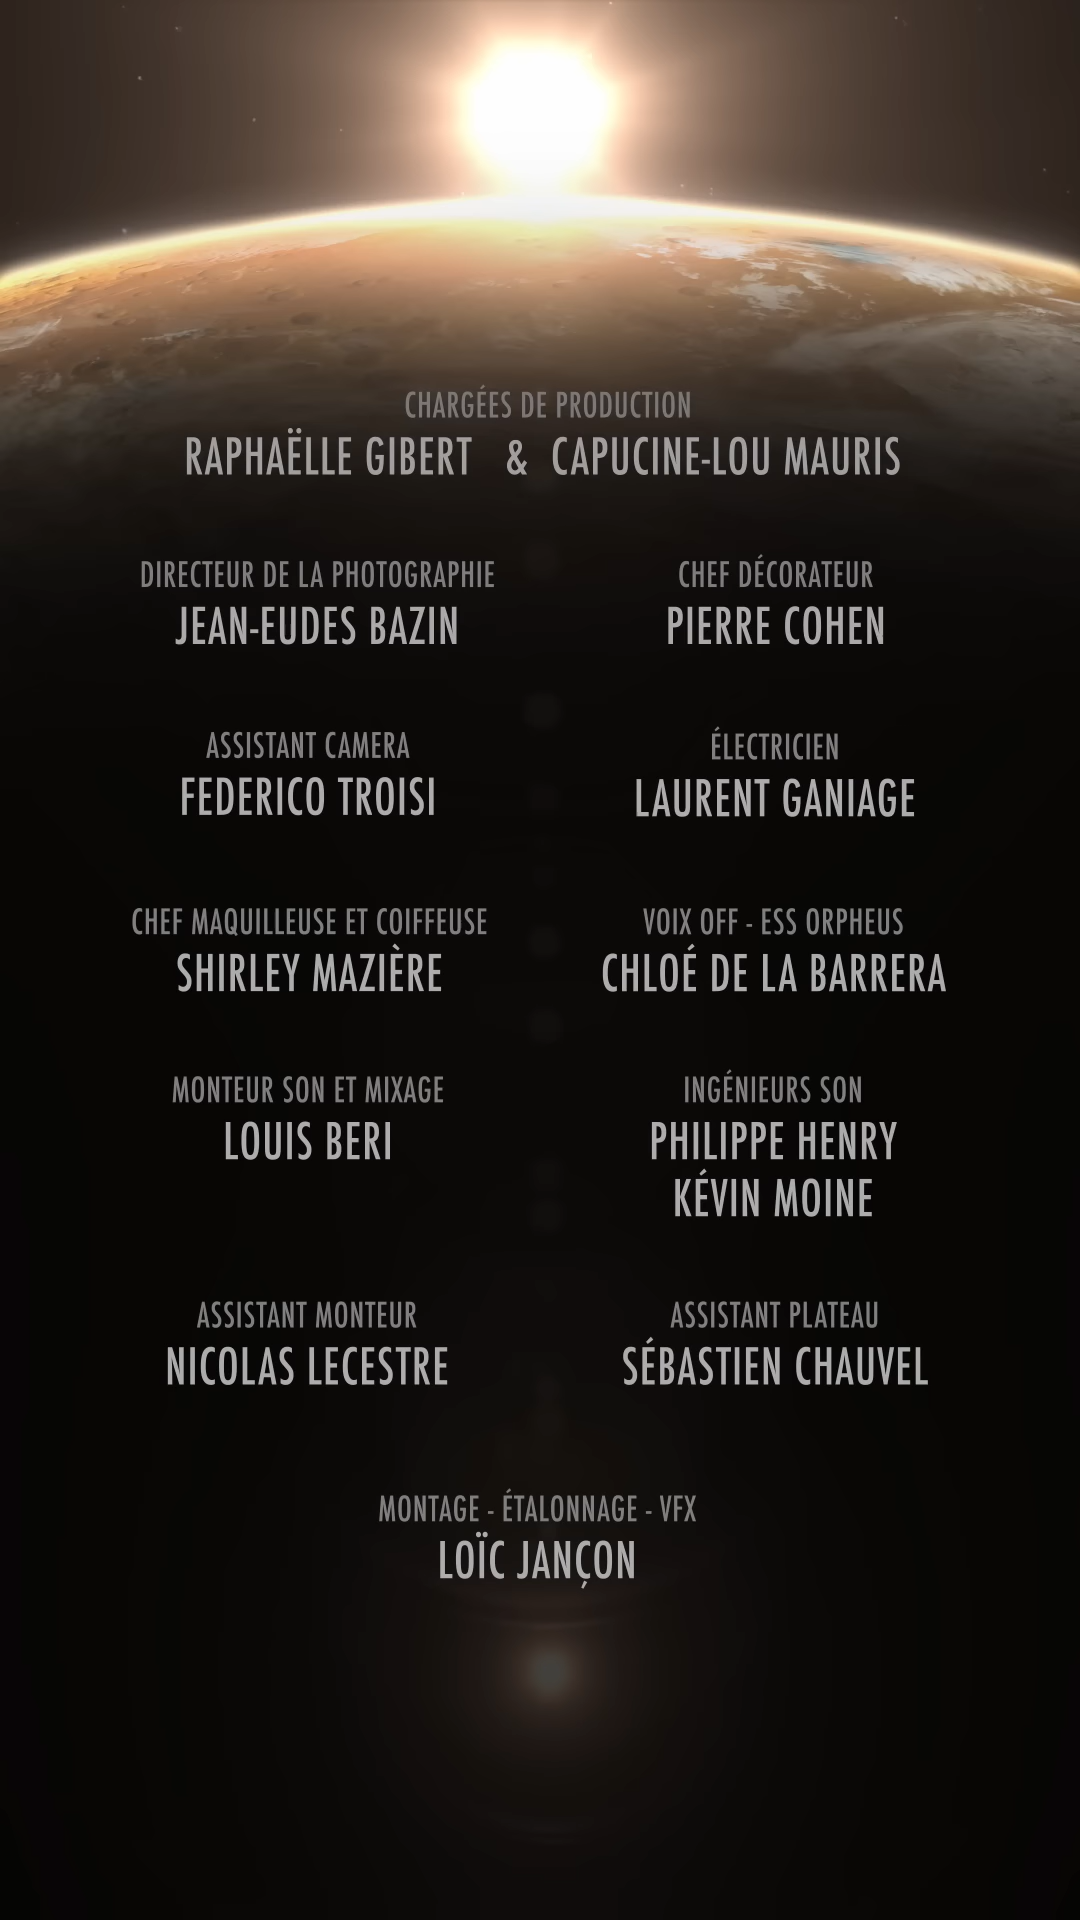 CHARGÉES DE PRODUCTION
RAPHAËLLE GIBERT & CAPUCINE-LOU MAURIS
DIRECTEUR DE LA PHOTOGRAPHIE
JEAN-EUDES BAZIN
CHEF DÉCORATEUR
PIERRE COHEN
ASSISTANT CAMERA
FEDERICO TROISI
ÉLECTRICIEN
LAURENT GANIAGE
CHEF MAQUILLEUSE ET COIFFEUSE
SHIRLEY MAZIÈRE
VOIX OFF - ESS ORPHEUS
CHLOÉ DE LA BARRERA
MONTEUR SON ET MIXAGE
LOUIS BERI
INGÉNIEURS SON
PHILIPPE HENRY
KÉVIN MOINE
ASSISTANT MONTEUR
NICOLAS LECESTRE
ASSISTANT PLATEAU
SÉBASTIEN CHAUVEL
MONTAGE - ÉTALONNAGE - VFX
LOÏC JANÇON